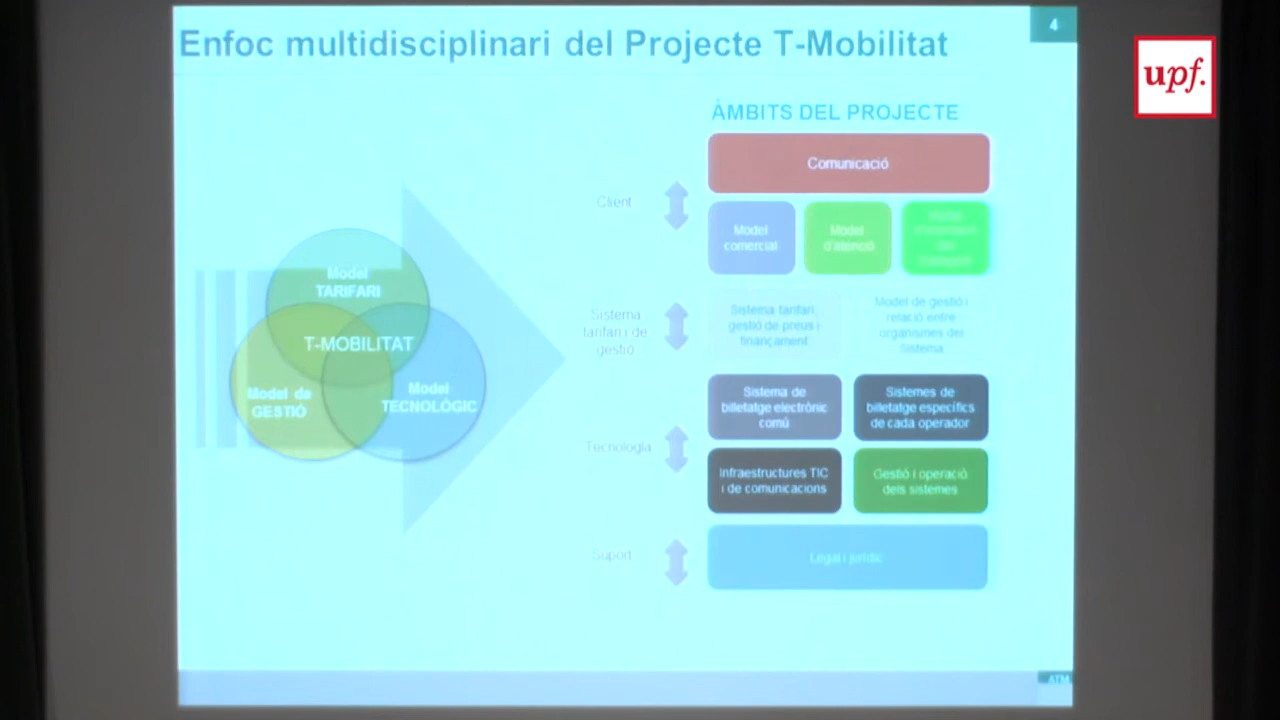 Enfoc multidisciplinari del Projecte T-Mobilitat
4
upf.
ÀMBITS DEL PROJECTE
Comunicació
Client
Model
comercial
Model
d'atenció
Model
TARIFARI
T-MOBILITAT
Model de
GESTIÓ
Model
TECNOLÒGIC
Sistema
tarifari i de
gestió
Sistema tarifari,
gestió de preus i
finançament
Model de gestió i
relació entre
organismes del
Sistema
Tecnologia
Sistema de
billetatge electrònic
comú
Sistemes de
billetatge específics
de cada operador
Infraestructures TIC
i de comunicacions
Gestió i operació
dels sistemes
Suport
Legal i jurídic
ATM